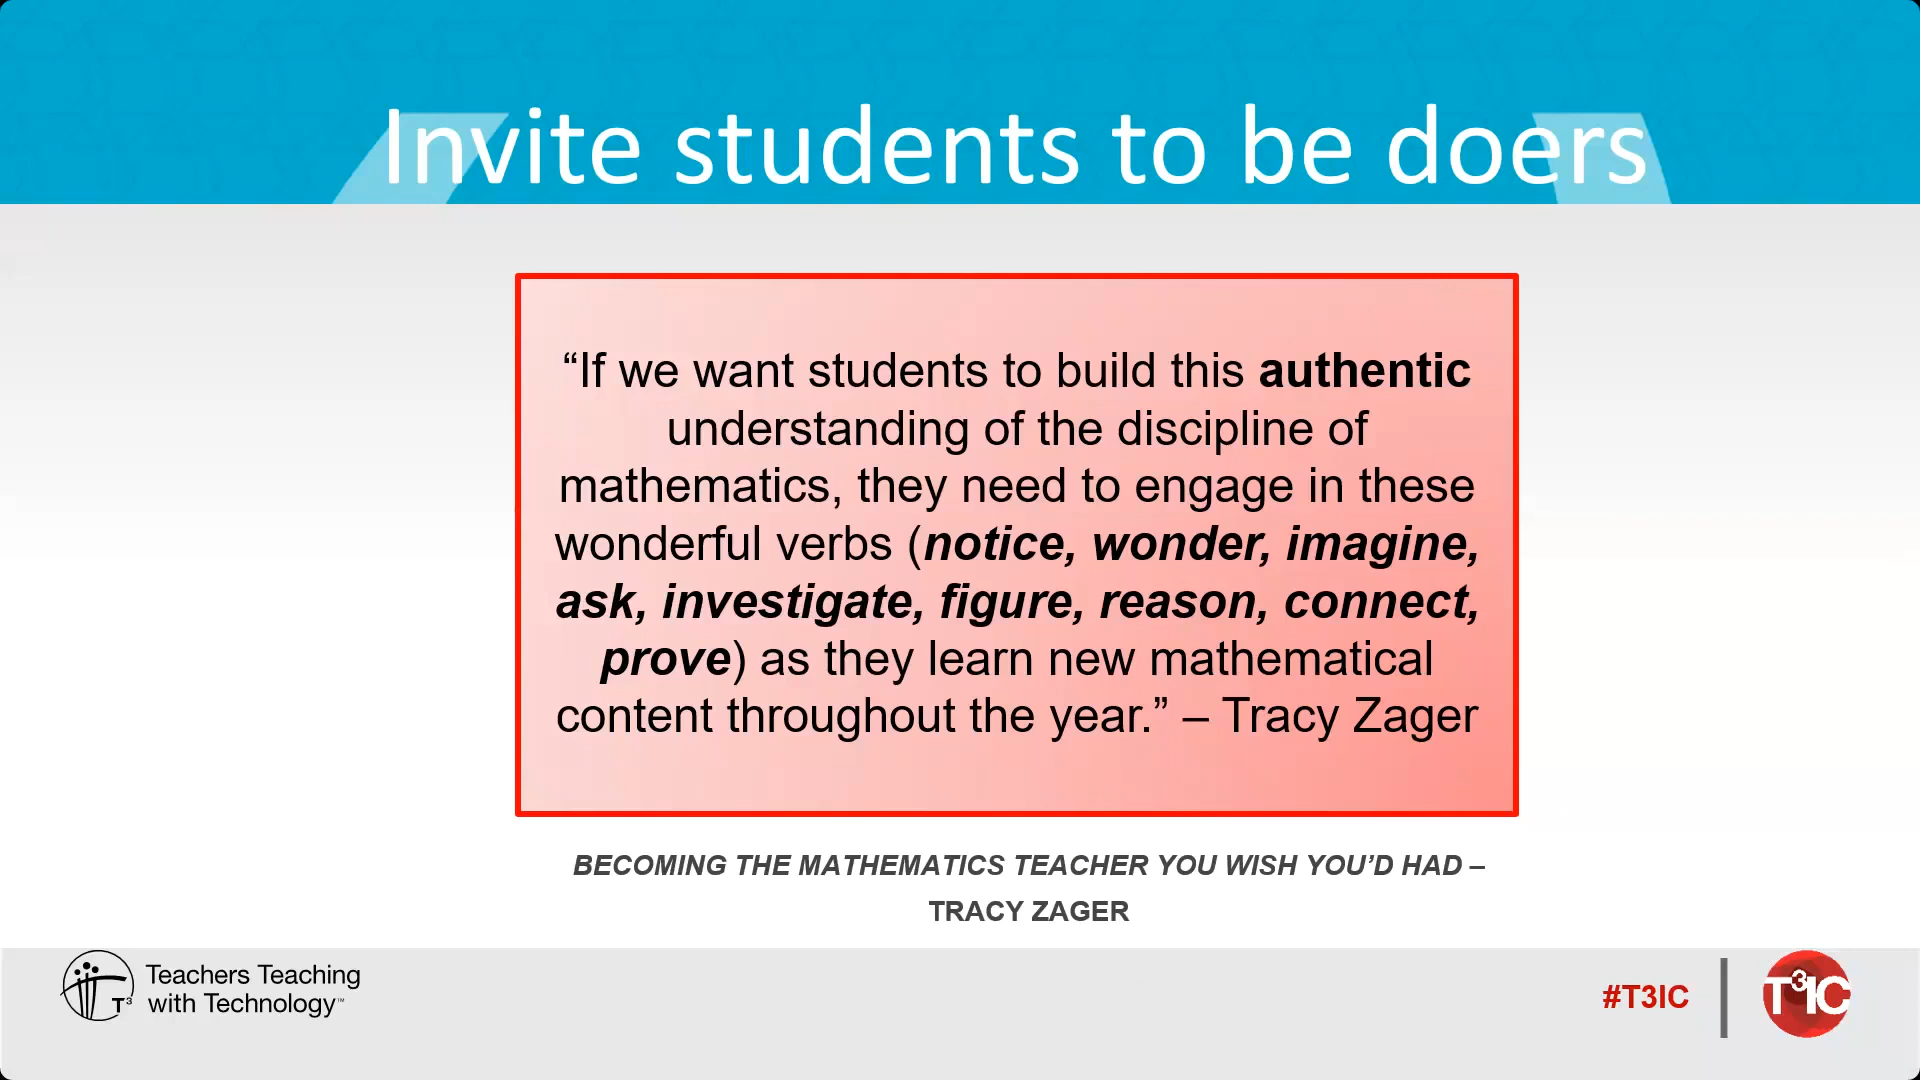 Invite students to be doers
“If we want students to build this authentic
understanding of the discipline of
mathematics, they need to engage in these
wonderful verbs (notice, wonder, imagine,
ask, investigate, figure, reason, connect,
prove) as they learn new mathematical
content throughout the year.” – Tracy Zager
BECOMING THE MATHEMATICS TEACHER YOU WISH YOU’D HAD –
TRACY ZAGER
T³
Teachers Teaching
with Technology™
#T3IC
T³IC